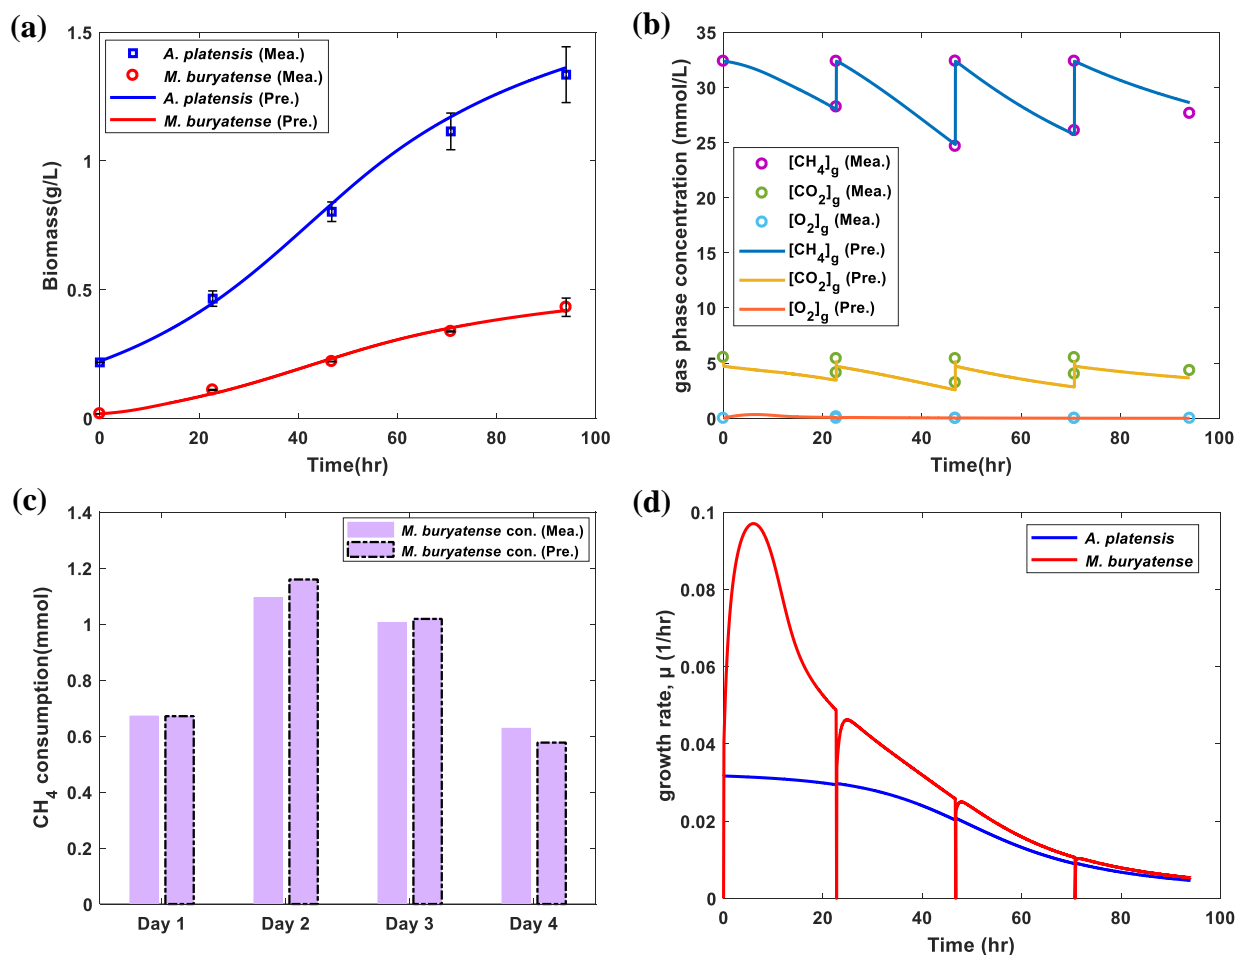 (a)
1.5
1
0.5
0
Biomass(g/L)
A. platensis (Mea.)
M. buryatense (Mea.)
A. platensis (Pre.)
M. buryatense (Pre.)
0 20 40 60 80 100
Time(hr)
(b)
35
30
25
20
15
10
5
0
gas phase concentration (mmol/L)
[CH4]g (Mea.)
[CO2]g (Mea.)
[O2]g (Mea.)
[CH4]g (Pre.)
[CO2]g (Pre.)
[O2]g (Pre.)
0 20 40 60 80 100
Time(hr)
(c)
1.4
1.2
1
0.8
0.6
0.4
0.2
0
CH4 consumption(mmol)
M. buryatense con. (Mea.)
M. buryatense con. (Pre.)
Day 1 Day 2 Day 3 Day 4
(d)
0.1
0.08
0.06
0.04
0.02
0
growth rate, μ (1/hr)
A. platensis
M. buryatense
0 20 40 60 80 100
Time (hr)